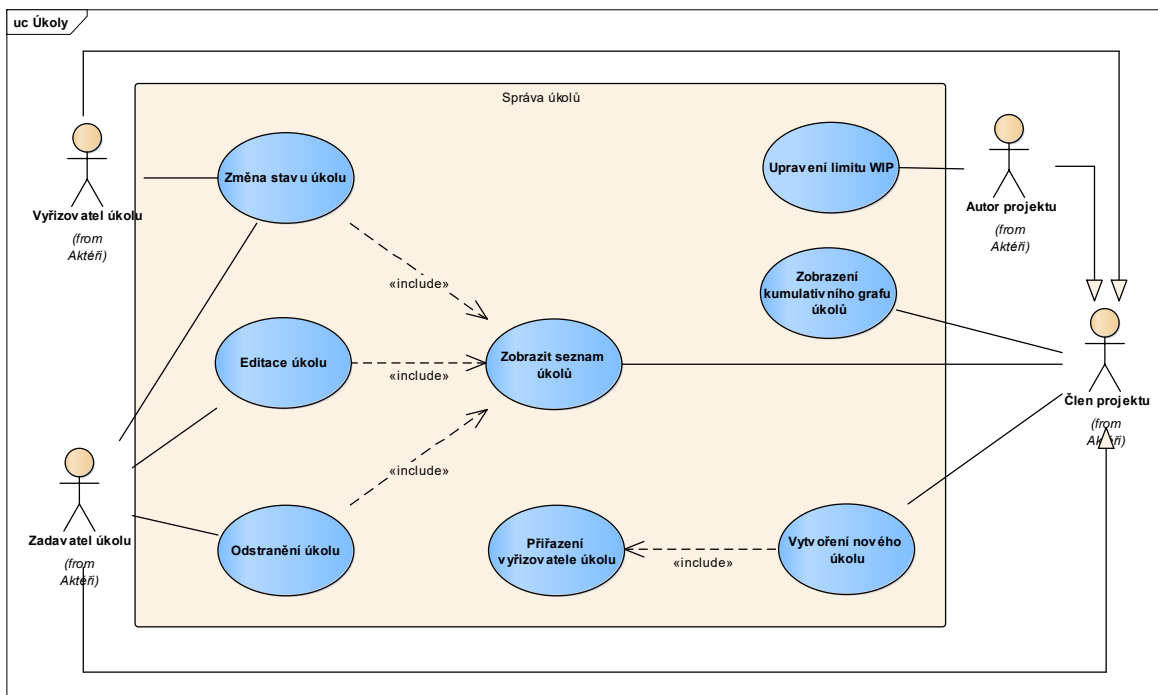 uc Úkoly
Správa úkolů
Vyřizovatel úkolu
(from
Aktéři)
Změna stavu úkolu
Upravení limitu WIP
Autor projektu
(from
Aktéři)
«include»
Zobrazení
kumulativního grafu
úkolů
Editace úkolu
«include»
Zobrazit seznam
úkolů
Člen projektu
(from
Aktéři)
«include»
Zadavatel úkolu
(from
Aktéři)
Odstranění úkolu
Přiřazení
vyřizovatele úkolu
«include»
Vytvoření nového
úkolu